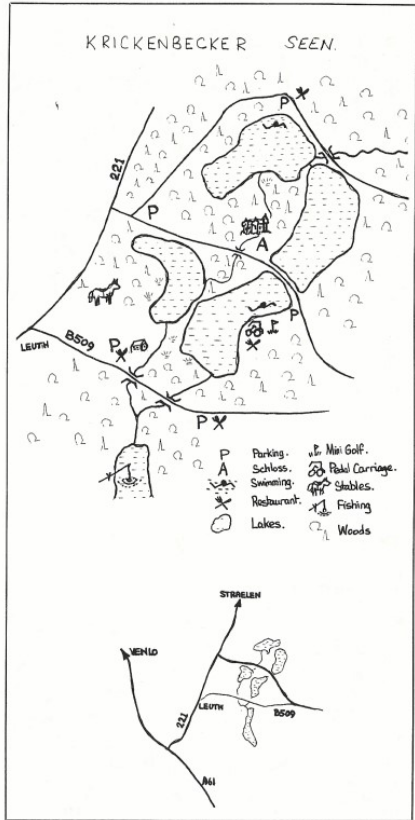 KRICKENBECKER SEEN.
P
221
P
A
P
LEUTH
B509
P
P
P Parking.
A Schloss.
Swimming.
Restaurant.
Lakes.
Mini Golf.
Pedal Carriage.
Stables.
Fishing
Woods
STRAELEN
VENLO
221
LEUTH
B509
A61